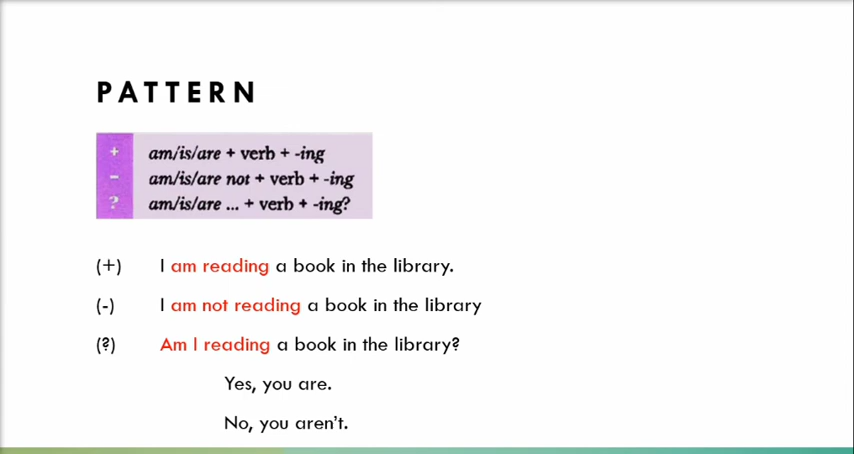 PATTERN
+ am/is/are + verb + -ing
- am/is/are not + verb + -ing
? am/is/are ... + verb + -ing?
(+) I am reading a book in the library.
(-) I am not reading a book in the library
(?) Am I reading a book in the library?
Yes, you are.
No, you aren't.